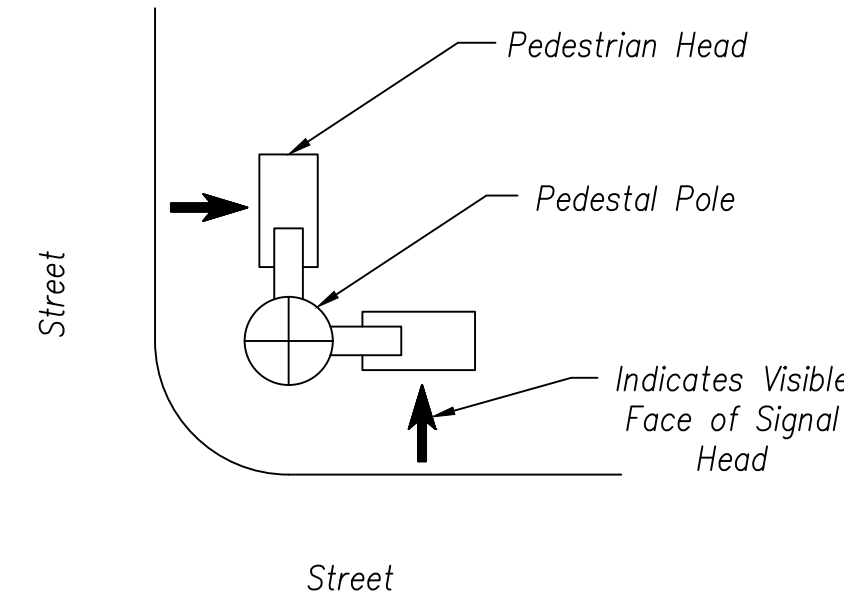 Pedestrian Head
Pedestal Pole
Street
Indicates Visible
Face of Signal
Head
Street